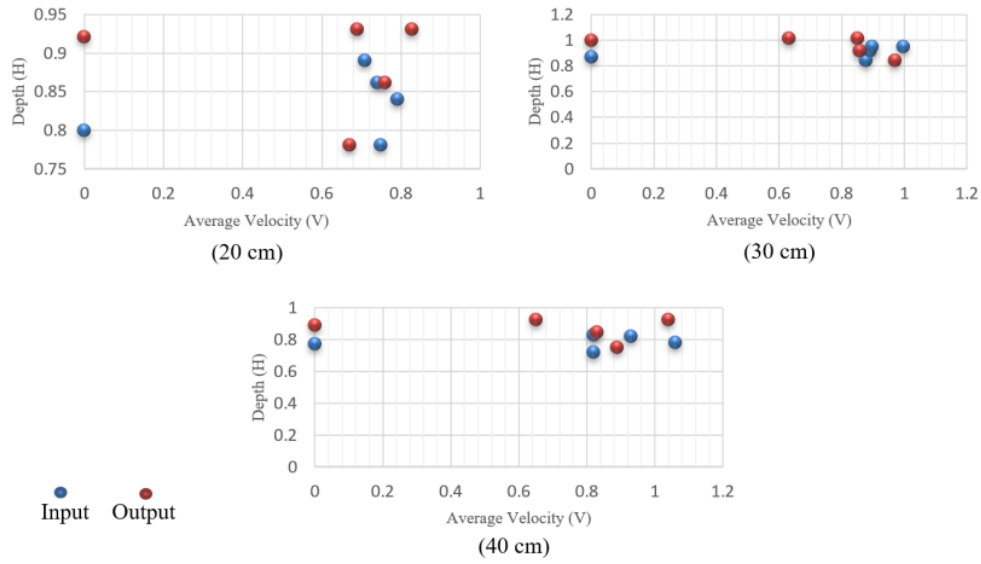 0.95
0.9
0.85
0.8
0.75
Depth (H)
0 0.2 0.4 0.6 0.8 1
Average Velocity (V)
(20 cm)
1.2
1
0.8
0.6
0.4
0.2
0
Depth (H)
0 0.2 0.4 0.6 0.8 1 1.2
Average Velocity (V)
(30 cm)
1
0.8
0.6
0.4
0.2
0
Depth (H)
0 0.2 0.4 0.6 0.8 1 1.2
Average Velocity (V)
(40 cm)
Input Output